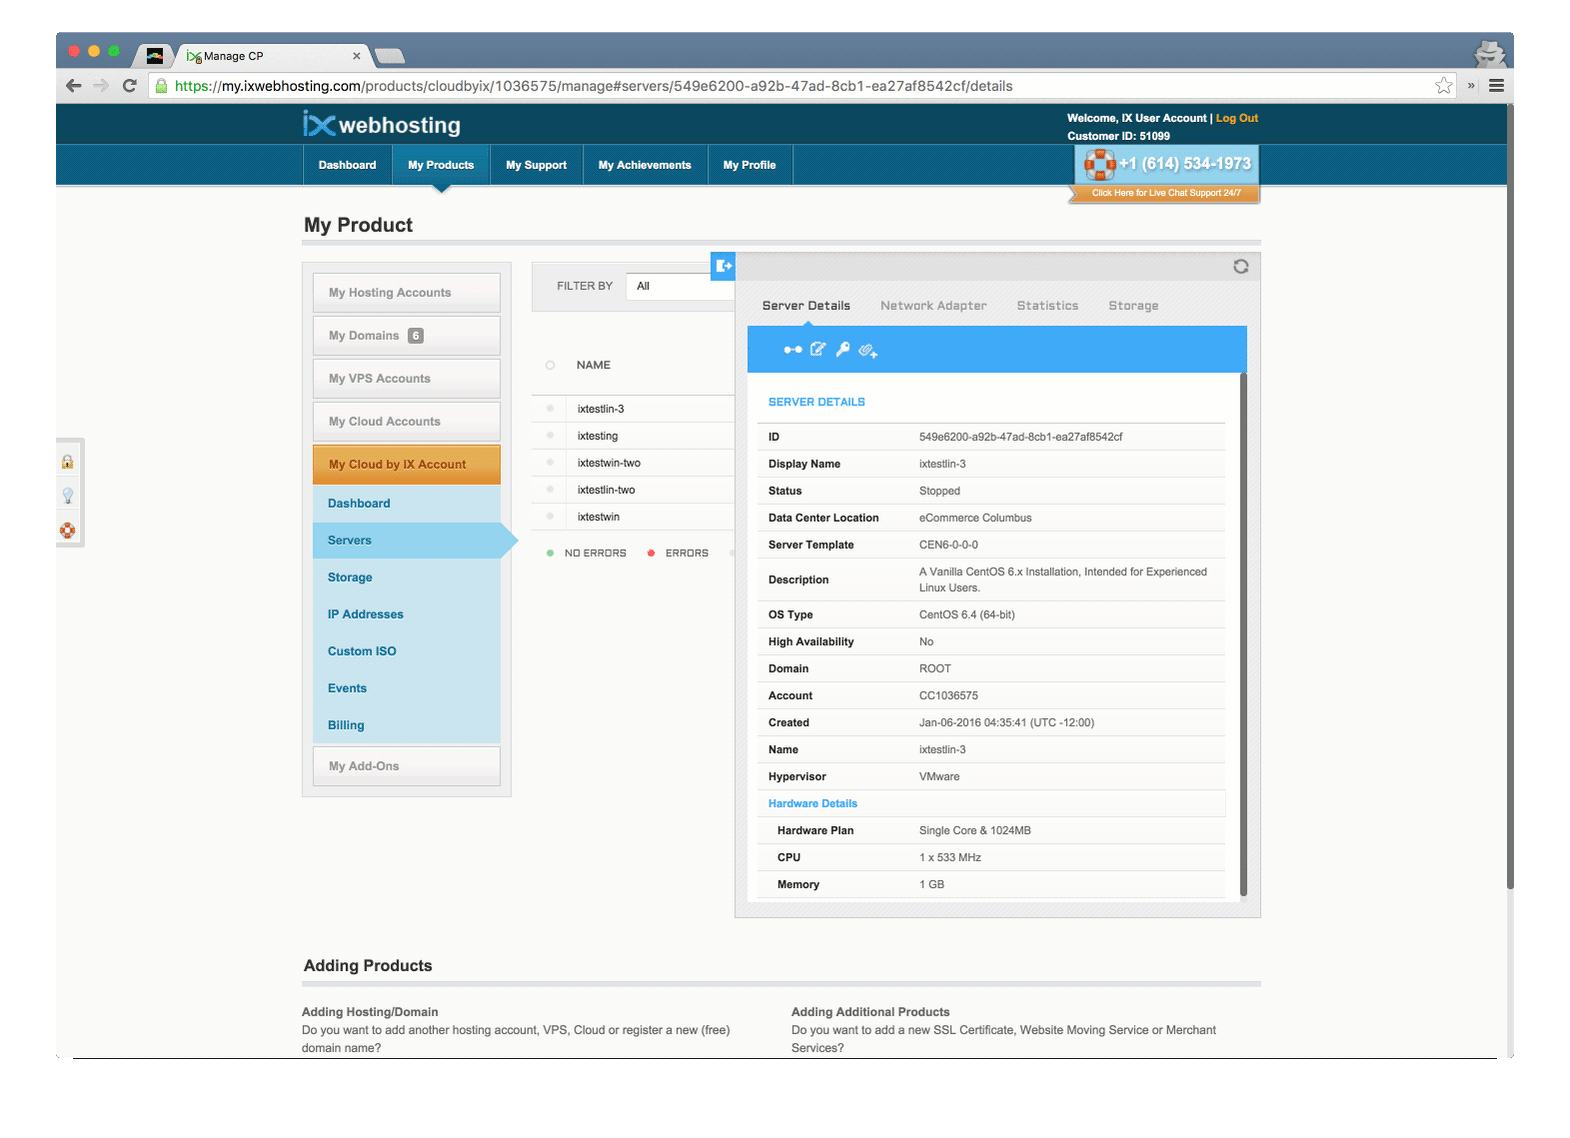 Manage CP
https://my.ixwebhosting.com/products/cloudbyix/1036575/manage#servers/549e6200-a92b-47ad-8cb1-ea27af8542cf/details
ix webhosting
Welcome, IX User Account | Log Out
Customer ID: 51099
Dashboard
My Products
My Support
My Achievements
My Profile
+1 (614) 534-1973
Click Here for Live Chat Support 24/7
My Product
My Hosting Accounts
My Domains 6
My VPS Accounts
My Cloud Accounts
My Cloud by IX Account
Dashboard
Servers
Storage
IP Addresses
Custom ISO
Events
Billing
My Add-Ons
FILTER BY All
NAME
ixtestlin-3
ixtesting
ixtestwin-two
ixtestlin-two
ixtestwin
NO ERRORS ERRORS
Server Details
Network Adapter
Statistics
Storage
SERVER DETAILS
ID 549e6200-a92b-47ad-8cb1-ea27af8542cf
Display Name ixtestlin-3
Status Stopped
Data Center Location eCommerce Columbus
Server Template CEN6-0-0-0
Description A Vanilla CentOS 6.x Installation, Intended for Experienced
Linux Users.
OS Type CentOS 6.4 (64-bit)
High Availability No
Domain ROOT
Account CC1036575
Created Jan-06-2016 04:35:41 (UTC -12:00)
Name ixtestlin-3
Hypervisor VMware
Hardware Details
Hardware Plan Single Core & 1024MB
CPU 1 x 533 MHz
Memory 1 GB
Adding Products
Adding Hosting/Domain
Do you want to add another hosting account, VPS, Cloud or register a new (free)
domain name?
Adding Additional Products
Do you want to add a new SSL Certificate, Website Moving Service or Merchant
Services?